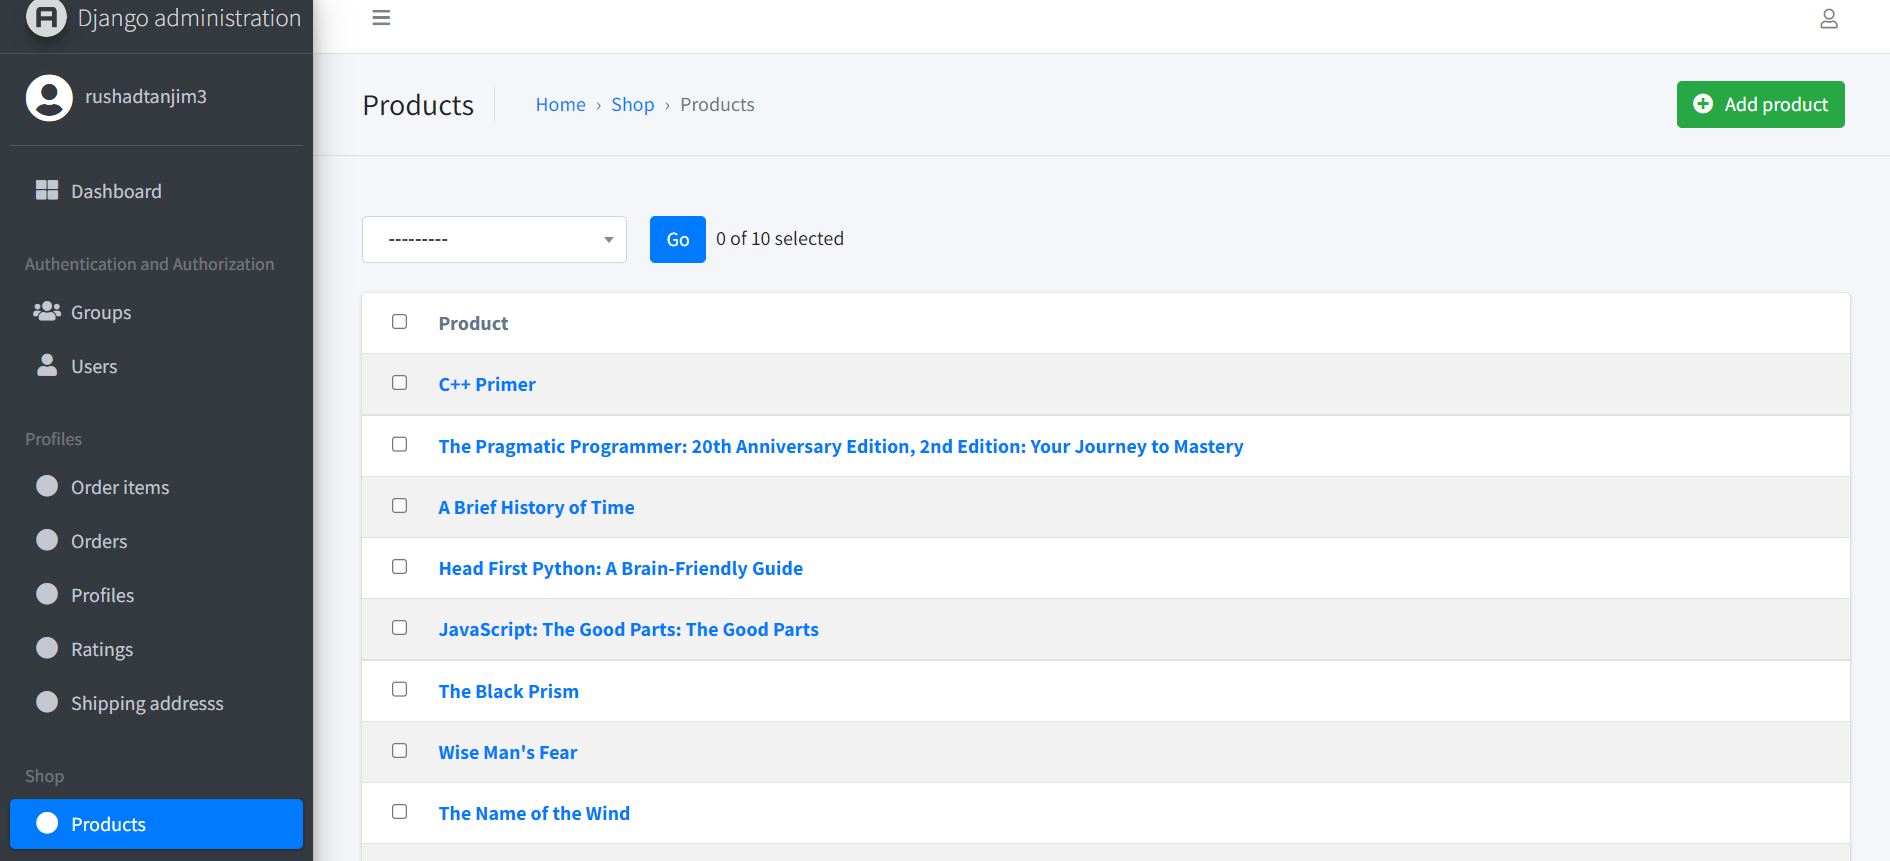 Django administration
rushadtanjim3
Dashboard
Authentication and Authorization
Groups
Users
Profiles
Order items
Orders
Profiles
Ratings
Shipping addresss
Shop
Products
Products
Home › Shop › Products
Add product
---------
Go
0 of 10 selected
Product
C++ Primer
The Pragmatic Programmer: 20th Anniversary Edition, 2nd Edition: Your Journey to Mastery
A Brief History of Time
Head First Python: A Brain-Friendly Guide
JavaScript: The Good Parts: The Good Parts
The Black Prism
Wise Man's Fear
The Name of the Wind